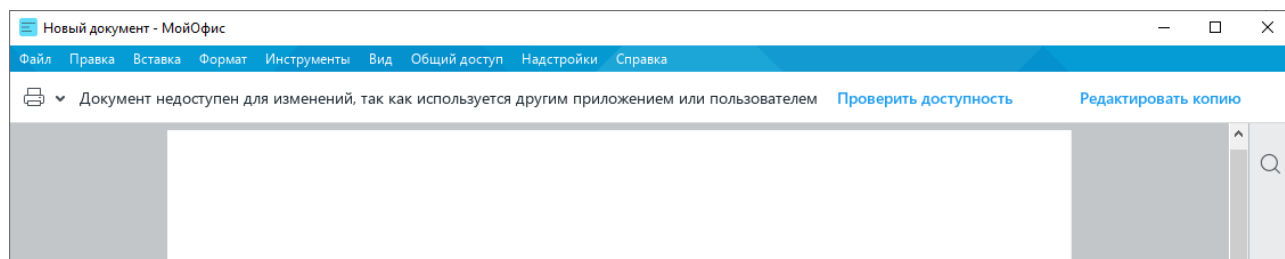 Новый документ - МойОфис
Файл Правка Вставка Формат Инструменты Вид Общий доступ Надстройки Справка
Документ недоступен для изменений, так как используется другим приложением или пользователем Проверить доступность Редактировать копию